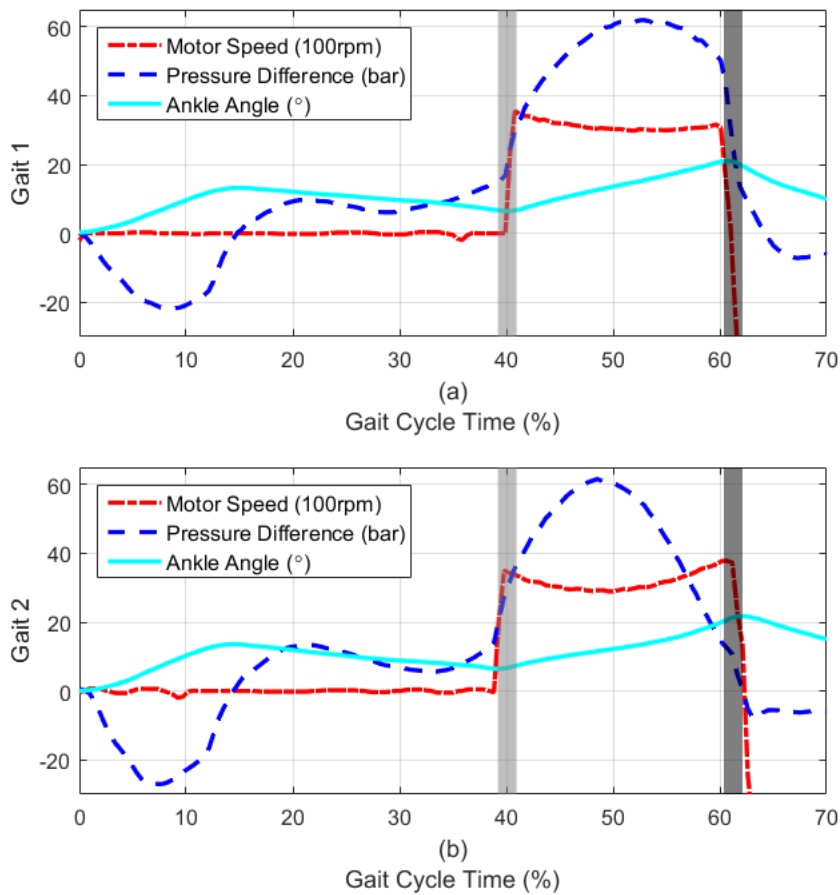 60
40
20
0
-20
Gait 1
Motor Speed (100rpm)
Pressure Difference (bar)
Ankle Angle (°)
0 10 20 30 40 50 60 70
(a)
Gait Cycle Time (%)
60
40
20
0
-20
Gait 2
Motor Speed (100rpm)
Pressure Difference (bar)
Ankle Angle (°)
0 10 20 30 40 50 60 70
(b)
Gait Cycle Time (%)